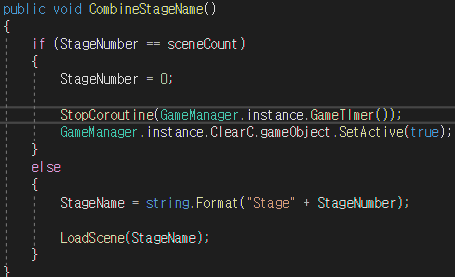 public void CombineStageName()
{
if (StageNumber == sceneCount)
{
StageNumber = 0;
StopCoroutine(GameManager.instance.GameTImer());
GameManager.instance.ClearC.gameObject.SetActive(true);
}
else
{
StageName = string.Format("Stage" + StageNumber);
LoadScene(StageName);
}
}